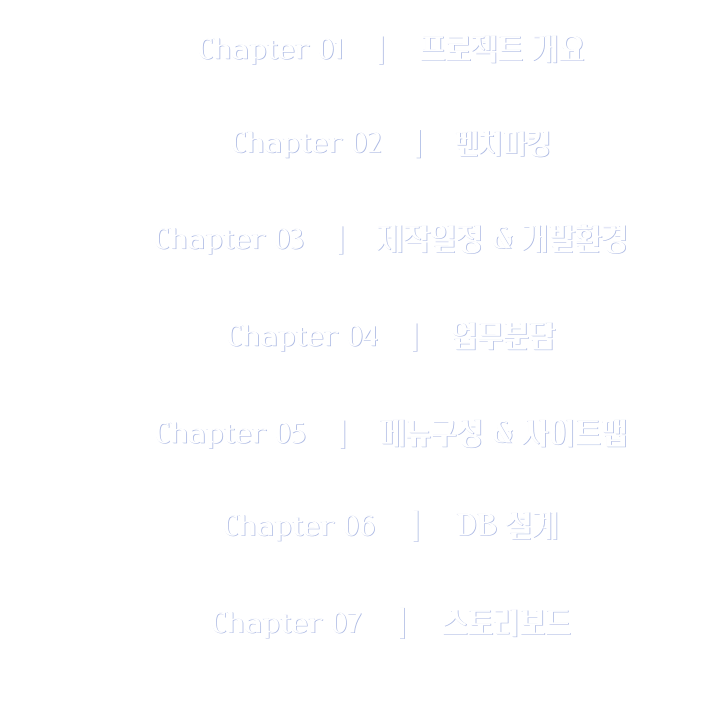 Chapter 01 | 프로젝트 개요
Chapter 02 | 벤치마킹
Chapter 03 | 제작일정 & 개발환경
Chapter 04 | 업무분담
Chapter 05 | 메뉴구성 & 사이트맵
Chapter 06 | DB 설계
Chapter 07 | 스토리보드